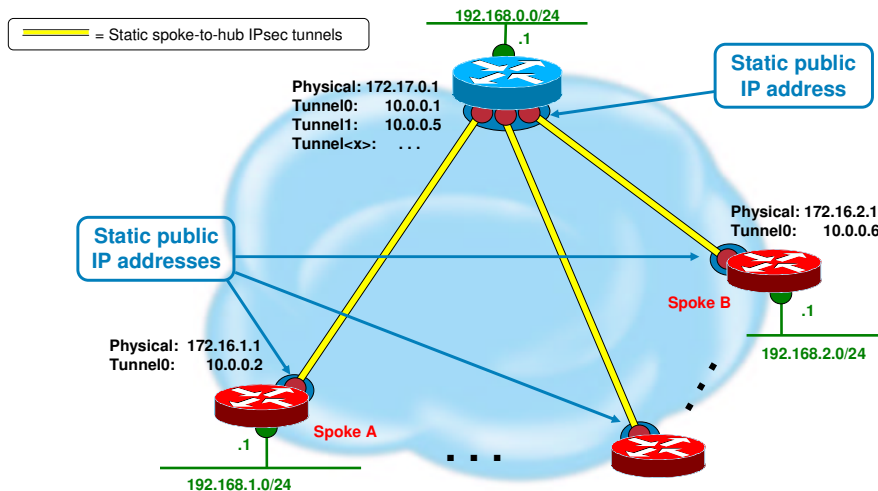 192.168.0.0/24
= Static spoke-to-hub IPsec tunnels
.1
Physical: 172.17.0.1
Tunnel0: 10.0.0.1
Tunnel1: 10.0.0.5
Tunnel<x>: . . .
Static public
IP address
Static public
IP addresses
Physical: 172.16.2.1
Tunnel0: 10.0.0.6
Spoke B
.1
192.168.2.0/24
Physical: 172.16.1.1
Tunnel0: 10.0.0.2
Spoke A
.1
. . .
. . .
192.168.1.0/24